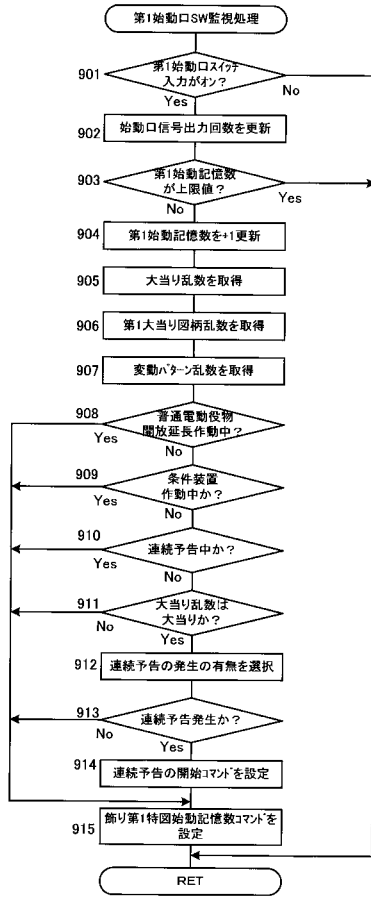 第1始動口SW監視処理
901
第1始動口スイッチ
入力がオン?
No
Yes
902
始動口信号出力回数を更新
903
第1始動記憶数
が上限値?
Yes
No
904
第1始動記憶数を+1更新
905
大当り乱数を取得
906
第1大当り図柄乱数を取得
907
変動パターン乱数を取得
908
普通電動役物
開放延長作動中?
Yes
No
909
条件装置
作動中か?
Yes
No
910
連続予告中か?
Yes
No
911
大当り乱数は
大当りか?
No
Yes
912
連続予告の発生の有無を選択
913
連続予告発生か?
No
Yes
914
連続予告の開始コマンドを設定
915
飾り第1特図始動記憶数コマンドを
設定
RET